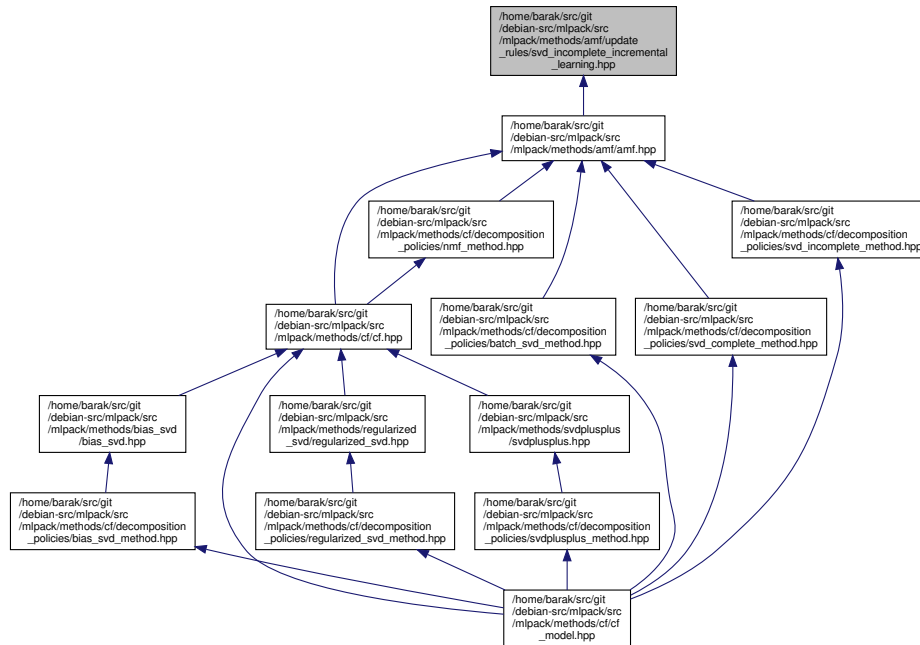 /home/barak/src/git
/debian-src/mlpack/src
/mlpack/methods/amf/update
_rules/svd_incomplete_incremental
_learning.hpp
/home/barak/src/git
/debian-src/mlpack/src
/mlpack/methods/amf/amf.hpp
/home/barak/src/git
/debian-src/mlpack/src
/mlpack/methods/cf/decomposition
_policies/nmf_method.hpp
/home/barak/src/git
/debian-src/mlpack/src
/mlpack/methods/cf/decomposition
_policies/svd_incomplete_method.hpp
/home/barak/src/git
/debian-src/mlpack/src
/mlpack/methods/cf/cf.hpp
/home/barak/src/git
/debian-src/mlpack/src
/mlpack/methods/cf/decomposition
_policies/batch_svd_method.hpp
/home/barak/src/git
/debian-src/mlpack/src
/mlpack/methods/cf/decomposition
_policies/svd_complete_method.hpp
/home/barak/src/git
/debian-src/mlpack/src
/mlpack/methods/bias_svd
/bias_svd.hpp
/home/barak/src/git
/debian-src/mlpack/src
/mlpack/methods/regularized
_svd/regularized_svd.hpp
/home/barak/src/git
/debian-src/mlpack/src
/mlpack/methods/svdplusplus
/svdplusplus.hpp
/home/barak/src/git
/debian-src/mlpack/src
/mlpack/methods/cf/decomposition
_policies/bias_svd_method.hpp
/home/barak/src/git
/debian-src/mlpack/src
/mlpack/methods/cf/decomposition
_policies/regularized_svd_method.hpp
/home/barak/src/git
/debian-src/mlpack/src
/mlpack/methods/cf/decomposition
_policies/svdplusplus_method.hpp
/home/barak/src/git
/debian-src/mlpack/src
/mlpack/methods/cf/cf
_model.hpp